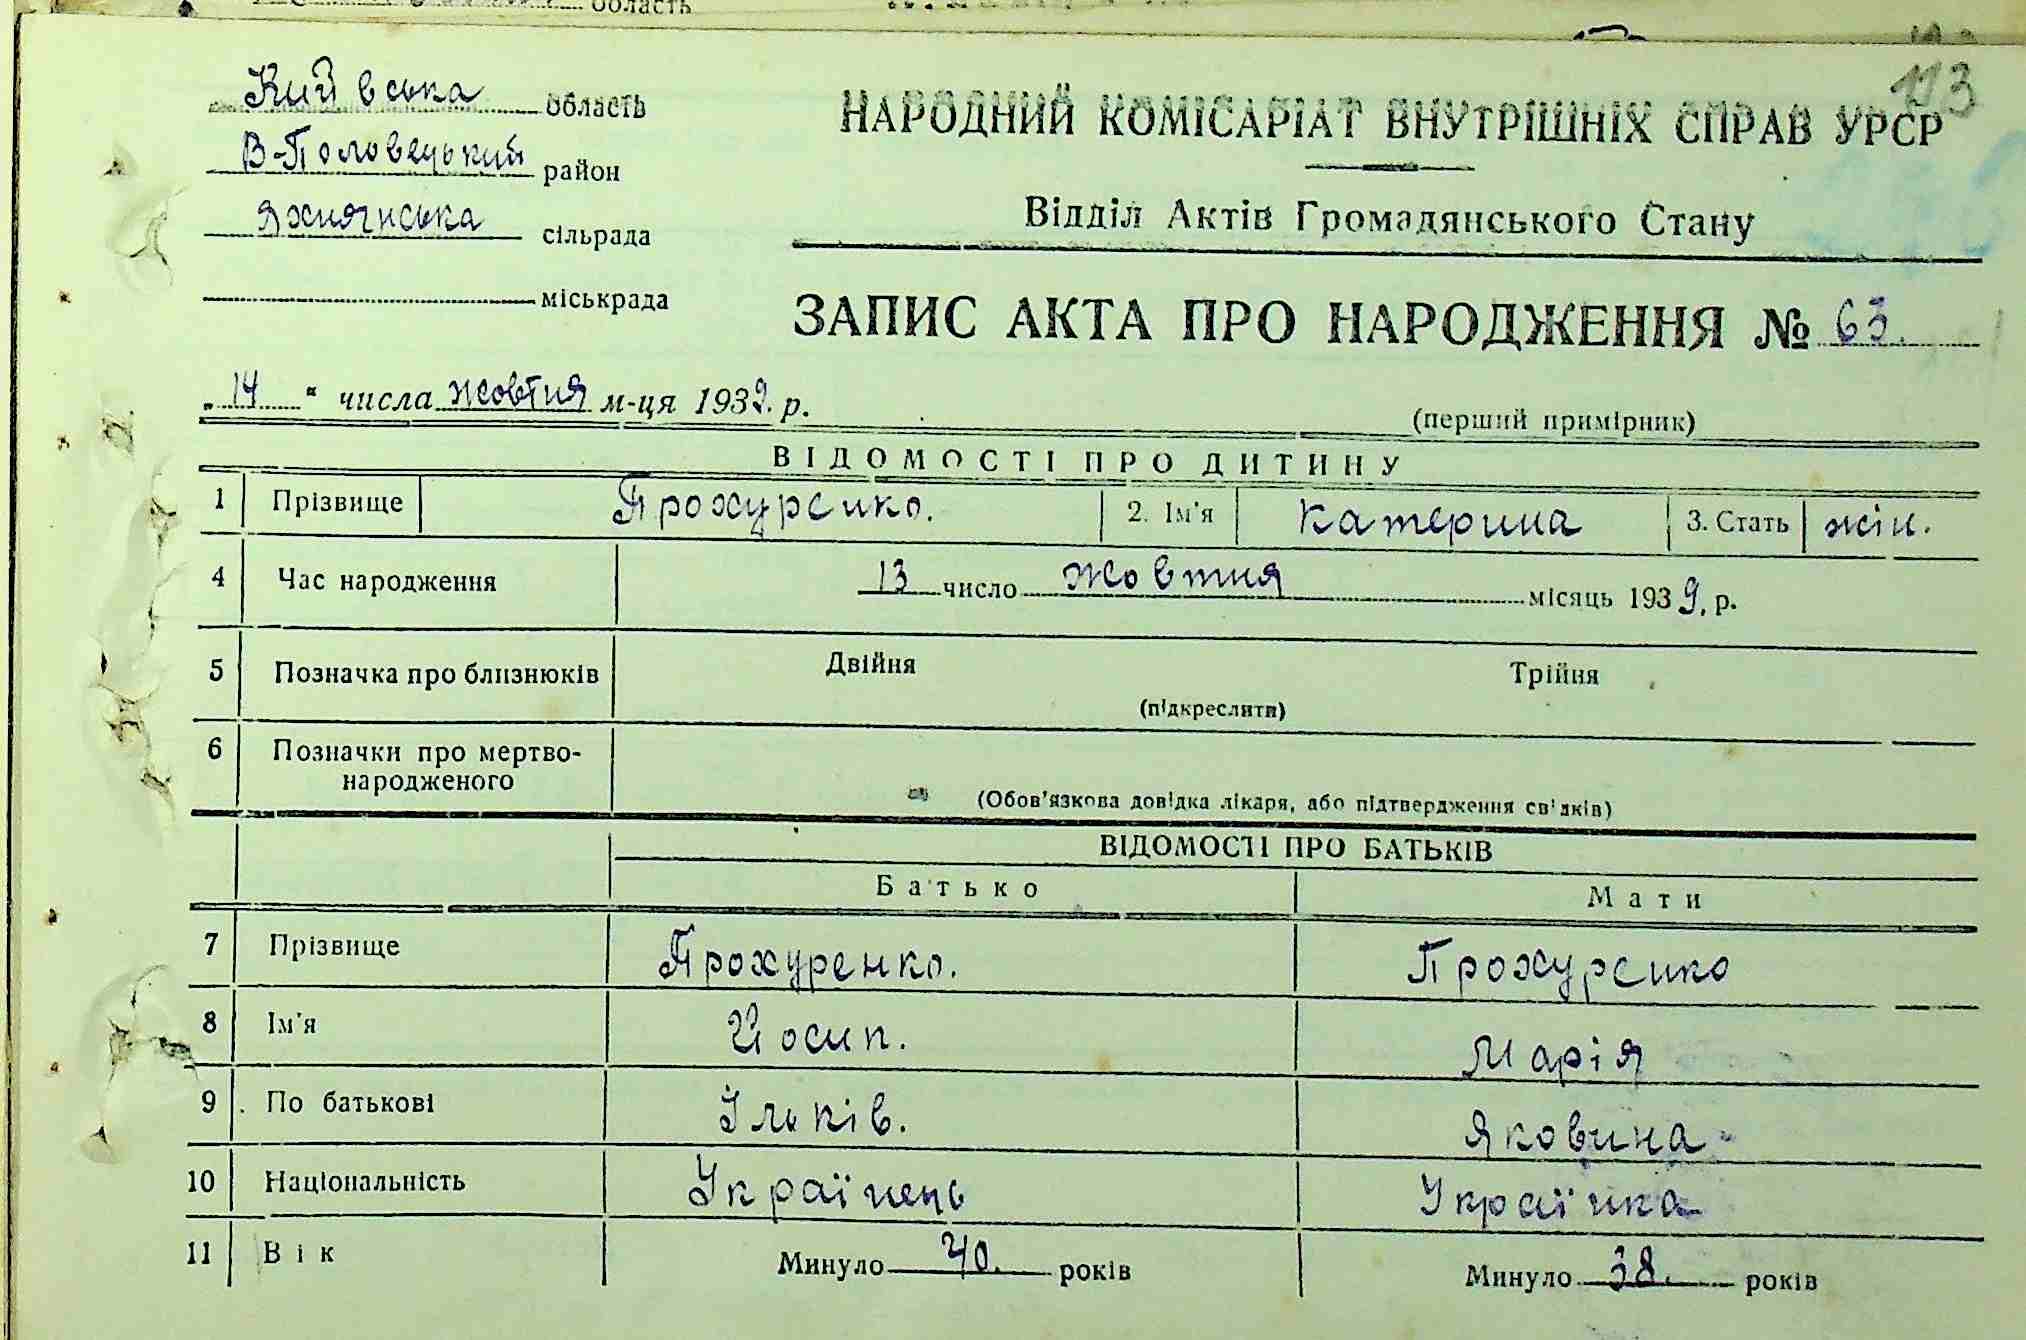 область
113
Київська область
В-Половецький район
Яхнянська сільрада
міськрада
НАРОДНИЙ КОМІСАРІАТ ВНУТРІШНІХ СПРАВ УРСР
Відділ Актів Громадянського Стану
ЗАПИС АКТА ПРО НАРОДЖЕННЯ № 63.
„14“ числа жовтня м-ця 1939. р.
(перший примірник)
ВІДОМОСТІ ПРО ДИТИНУ
1 Прізвище Прохуренко. 2. Ім'я Катерина 3. Стать жін.
4 Час народження 13 число жовтня місяць 1939. р.
5 Позначка про близнюків Двійня Трійня
(підкреслити)
6 Позначки про мертво-
народженого
(Обов'язкова довідка лікаря, або підтвердження свідків)
ВІДОМОСТІ ПРО БАТЬКІВ
Батько Мати
7 Прізвище Прохуренко. Прохуренко
8 Ім'я Йосип. Марія
9 По батькові Ільків. Яковина
10 Національність Українець Українка
11 Вік Минуло 40. років Минуло 38. років